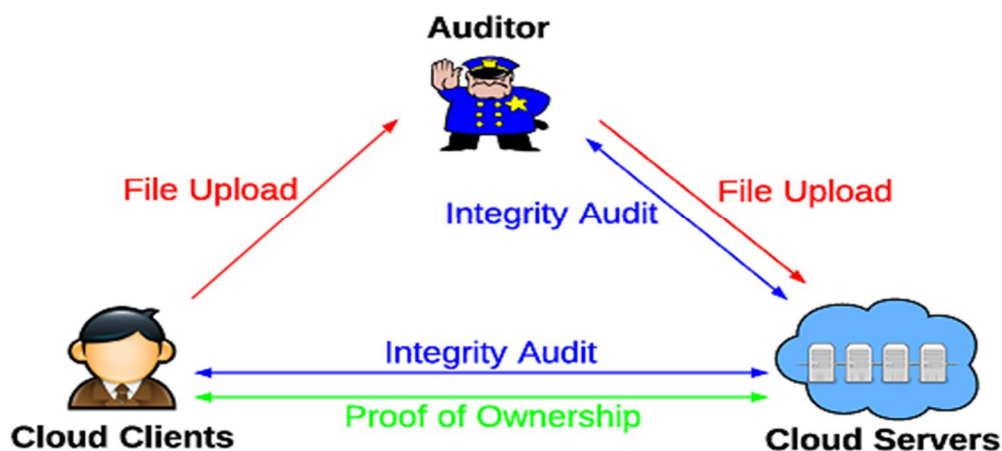 Auditor
File Upload
File Upload
Integrity Audit
Integrity Audit
Proof of Ownership
Cloud Clients
Cloud Servers